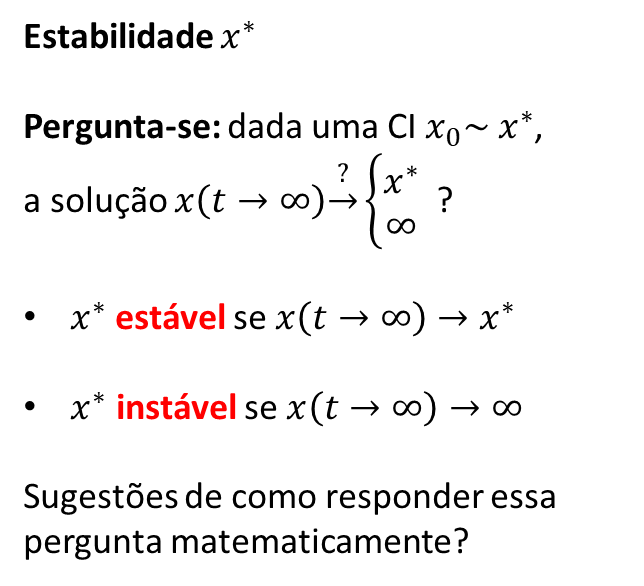 Estabilidade x*
Pergunta-se: dada uma CI x₀ ~ x*,
a solução x(t → ∞) →^? { x* ∞ ?
• x* estável se x(t → ∞) → x*
• x* instável se x(t → ∞) → ∞
Sugestões de como responder essa
pergunta matematicamente?